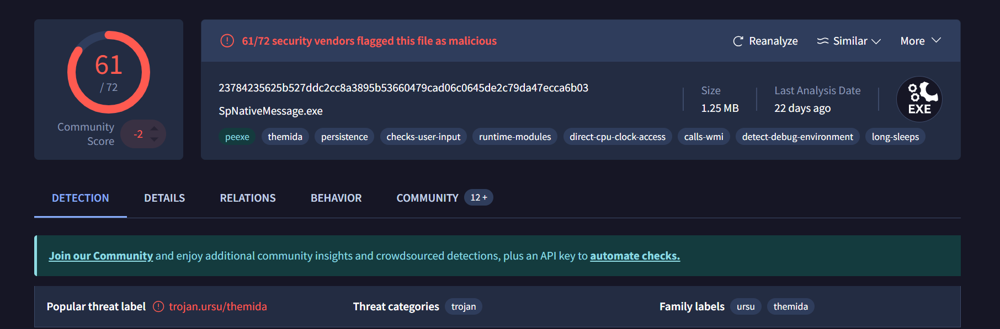 61
/ 72
Community
Score
-2
61/72 security vendors flagged this file as malicious
Reanalyze
Similar
More
23784235625b527ddc2cc8a3895b53660479cad06c0645de2c79da47ecca6b03
SpNativeMessage.exe
Size
1.25 MB
Last Analysis Date
22 days ago
EXE
peexe themida persistence checks-user-input runtime-modules direct-cpu-clock-access calls-wmi detect-debug-environment long-sleeps
DETECTION DETAILS RELATIONS BEHAVIOR COMMUNITY 12 +
Join our Community and enjoy additional community insights and crowdsourced detections, plus an API key to automate checks.
Popular threat label trojan.ursu/themida Threat categories trojan Family labels ursu themida